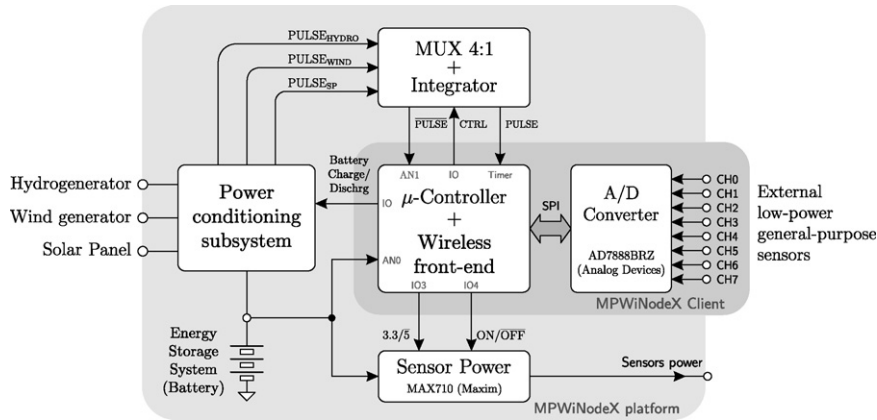 PULSE_HYDRO
PULSE_WIND
PULSE_SP
MUX 4:1
+
Integrator
P̅U̅L̅S̅E̅
CTRL
PULSE
Battery
Charge/
Dischrg
AN1
IO
Timer
IO
AN0
μ-Controller
+
Wireless
front-end
IO3
IO4
SPI
A/D
Converter
AD7888BRZ
(Analog Devices)
CH0
CH1
CH2
CH3
CH4
CH5
CH6
CH7
External
low-power
general-purpose
sensors
MPWiNodeX Client
Hydrogenerator
Wind generator
Solar Panel
Power
conditioning
subsystem
Energy
Storage
System
(Battery)
3.3/5̅
ON/O̅F̅F̅
Sensor Power
MAX710 (Maxim)
Sensors power
MPWiNodeX platform